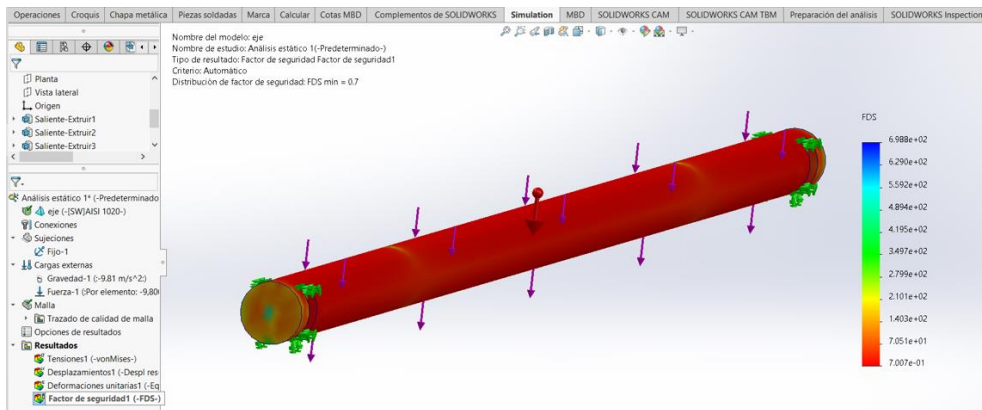 Operaciones Croquis Chapa metálica Piezas soldadas Marca Calcular Cotas MBD Complementos de SOLIDWORKS Simulation MBD SOLIDWORKS CAM SOLIDWORKS CAM TBM Preparación del análisis SOLIDWORKS Inspection
Nombre del modelo: eje
Nombre de estudio: Análisis estático 1(-Predeterminado-)
Tipo de resultado: Factor de seguridad Factor de seguridad1
Criterio: Automático
Distribución de factor de seguridad: FDS mín = 0.7
Planta
Vista lateral
Origen
Saliente-Extruir1
Saliente-Extruir2
Saliente-Extruir3
Análisis estático 1* (-Predeterminado
eje (-[SW]AISI 1020-)
Conexiones
Sujeciones
Fijo-1
Cargas externas
Gravedad-1 (:-9.81 m/s^2:)
Fuerza-1 (:Por elemento: -9,800
Malla
Trazado de calidad de malla
Opciones de resultados
Resultados
Tensiones1 (-vonMises-)
Desplazamientos1 (-Despl res
Deformaciones unitarias1 (-Eq
Factor de seguridad1 (-FDS-)
FDS
6.988e+02
6.290e+02
5.592e+02
4.894e+02
4.195e+02
3.497e+02
2.799e+02
2.101e+02
1.403e+02
7.051e+01
7.007e-01